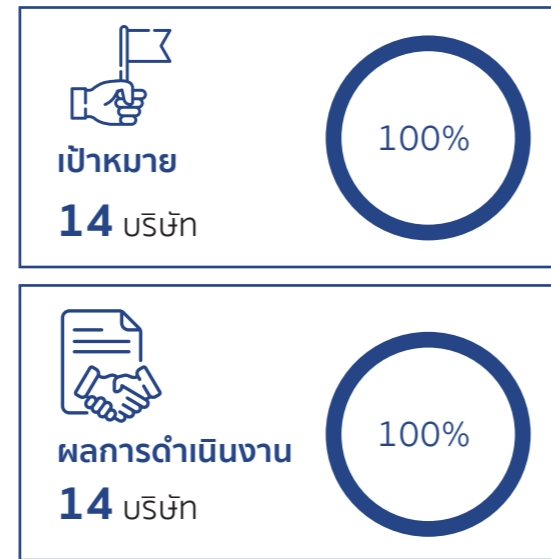 เป้าหมาย
14 บริษัท
100%
ผลการดำเนินงาน
14 บริษัท
100%